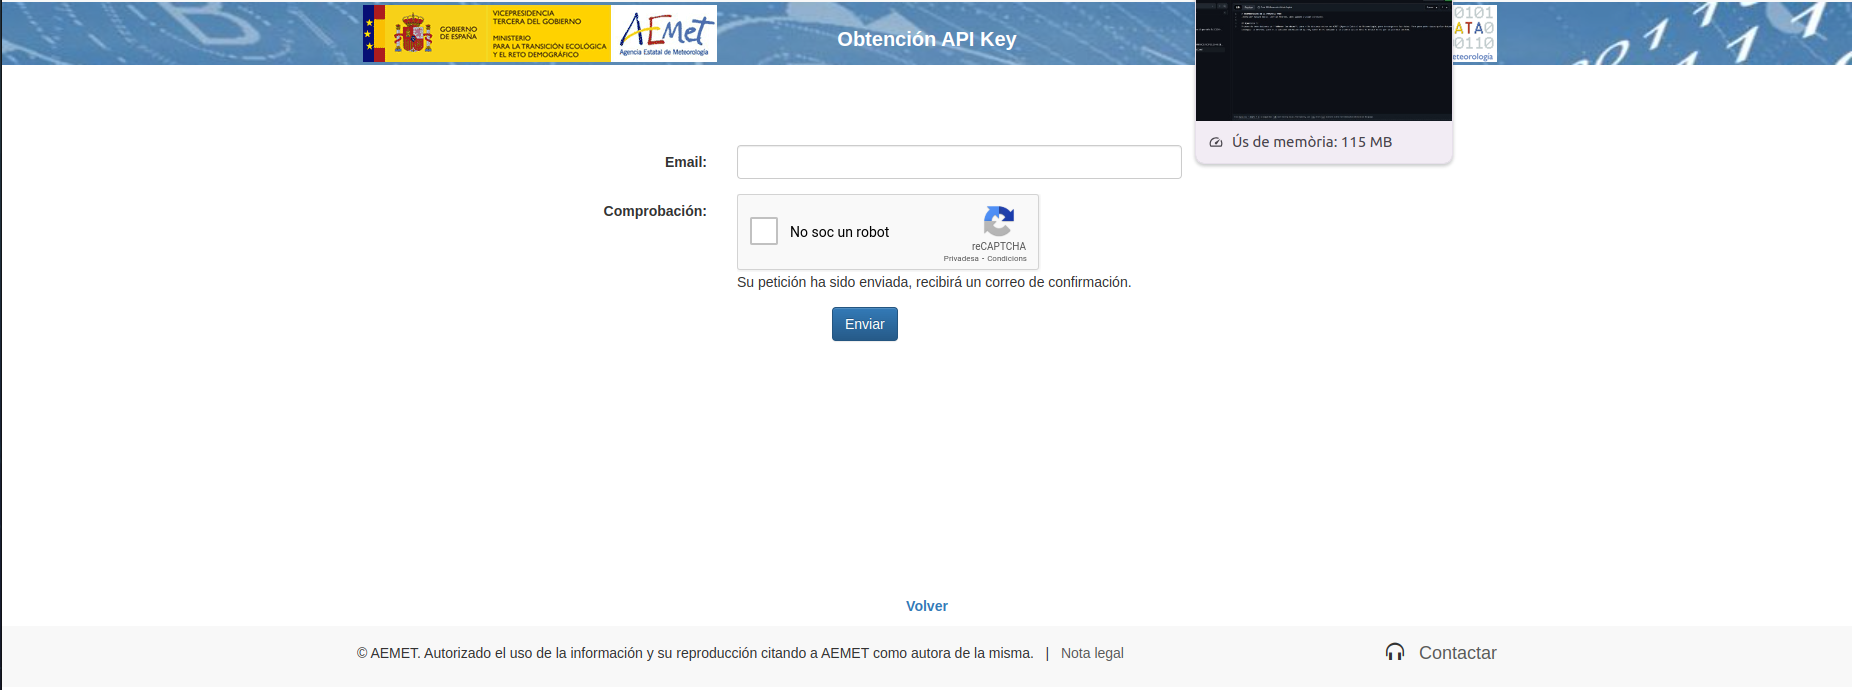 GOBIERNO
DE ESPAÑA
VICEPRESIDENCIA
TERCERA DEL GOBIERNO
MINISTERIO
PARA LA TRANSICIÓN ECOLÓGICA
Y EL RETO DEMOGRÁFICO
AEMet
Agencia Estatal de Meteorología
Obtención API Key
0101
ATA0
00110
eteorología
Ús de memòria: 115 MB
Email:
Comprobación:
No soc un robot
reCAPTCHA
Privadesa - Condicions
Su petición ha sido enviada, recibirá un correo de confirmación.
Enviar
Volver
© AEMET. Autorizado el uso de la información y su reproducción citando a AEMET como autora de la misma. | Nota legal
Contactar